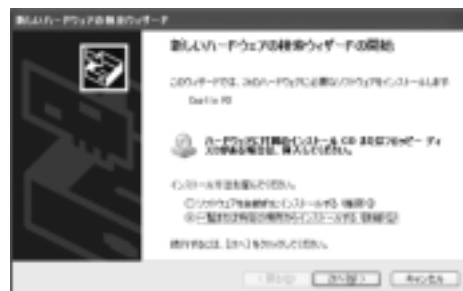 新しいハードウェアの検索ウィザード
新しいハードウェアの検索ウィザードの開始
このウィザードでは、次のハードウェアに必要なソフトウェアをインストールします:
ハードウェアに付属のインストール CD またはフロッピー ディ
スクがある場合は、挿入してください。
インストール方法を選んでください。
ソフトウェアを自動的にインストールする (推奨)(I)
一覧または特定の場所からインストールする (詳細)(S)
続行するには、[次へ] をクリックしてください。
< 戻る(B)
次へ(N) >
キャンセル